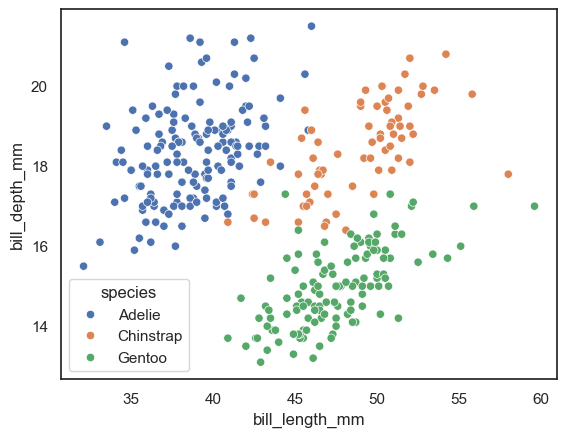 20
18
16
14
bill_depth_mm
species
Adelie
Chinstrap
Gentoo
35 40 45 50 55 60
bill_length_mm